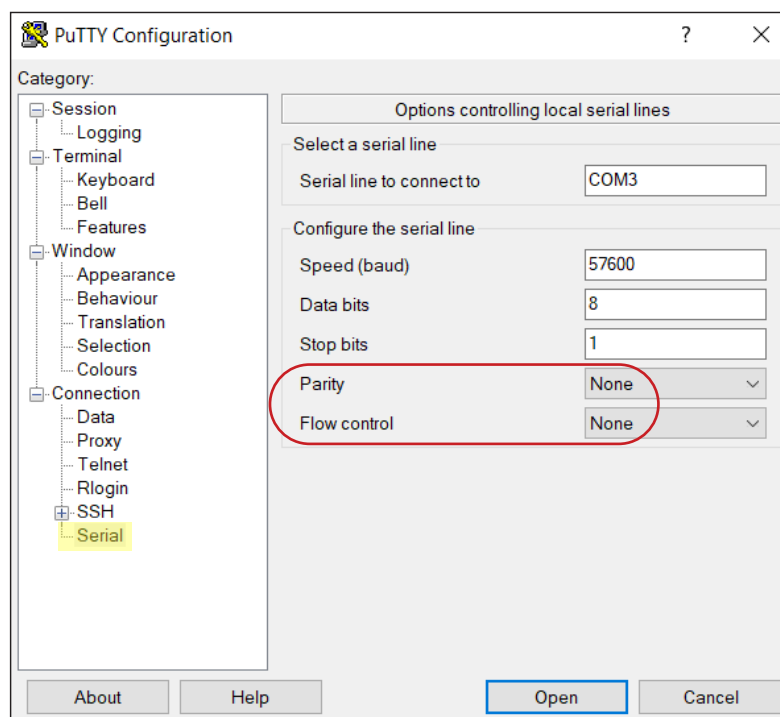 PuTTY Configuration
?
Category:
Session
Logging
Terminal
Keyboard
Bell
Features
Window
Appearance
Behaviour
Translation
Selection
Colours
Connection
Data
Proxy
Telnet
Rlogin
SSH
Serial
Options controlling local serial lines
Select a serial line
Serial line to connect to COM3
Configure the serial line
Speed (baud) 57600
Data bits 8
Stop bits 1
Parity None
Flow control None
About Help Open Cancel